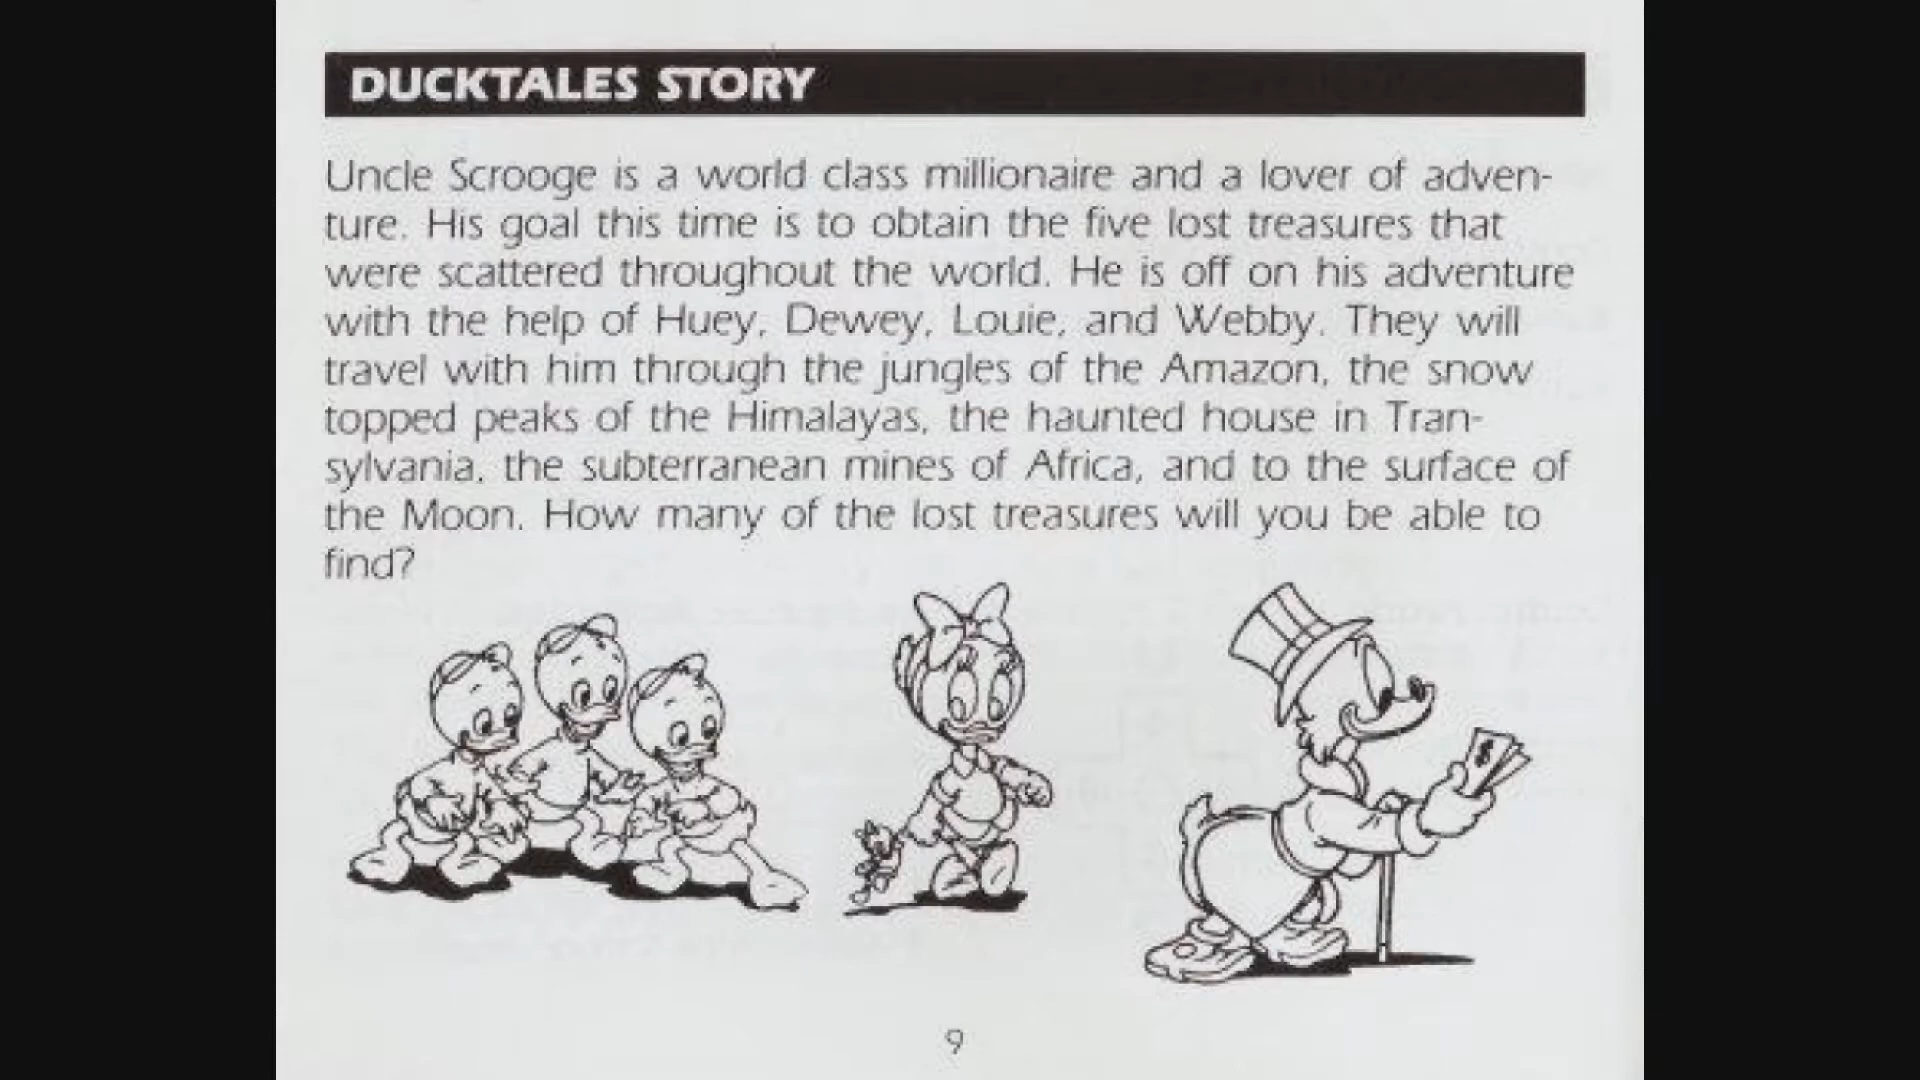 DUCKTALES STORY
Uncle Scrooge is a world class millionaire and a lover of adven-
ture. His goal this time is to obtain the five lost treasures that
were scattered throughout the world. He is off on his adventure
with the help of Huey, Dewey, Louie, and Webby. They will
travel with him through the jungles of the Amazon, the snow
topped peaks of the Himalayas, the haunted house in Tran-
sylvania, the subterranean mines of Africa, and to the surface of
the Moon. How many of the lost treasures will you be able to
find?
$
9